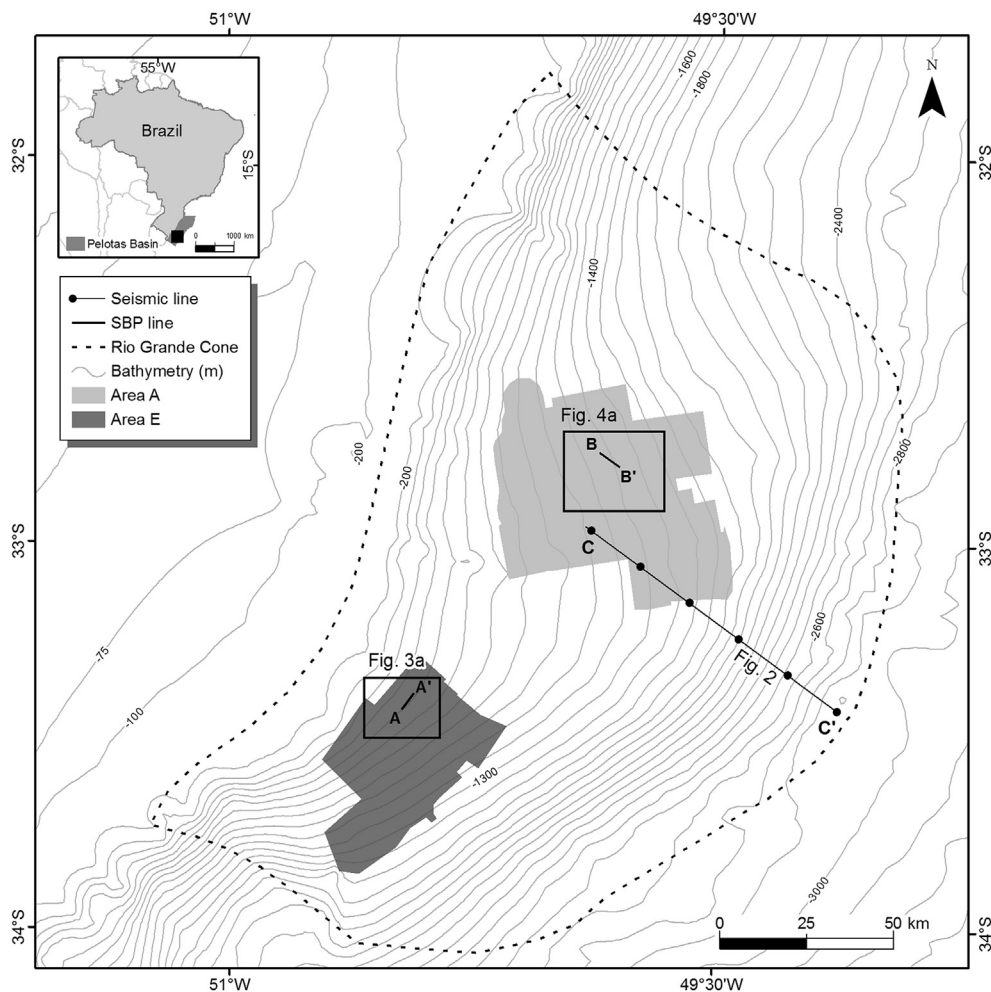 51°W
49°30'W
55°W
Brazil
15°S
Pelotas Basin
0
1000 km
N
-1600
-1800
32°S
32°S
-2400
-1400
Seismic line
SBP line
Rio Grande Cone
Bathymetry (m)
Area A
Area E
Fig. 4a
B
B'
-200
-200
-2800
33°S
33°S
C
-2600
-75
Fig. 3a
A'
A
Fig. 2
C'
-100
-1300
-3000
34°S
34°S
0
25
50 km
51°W
49°30'W